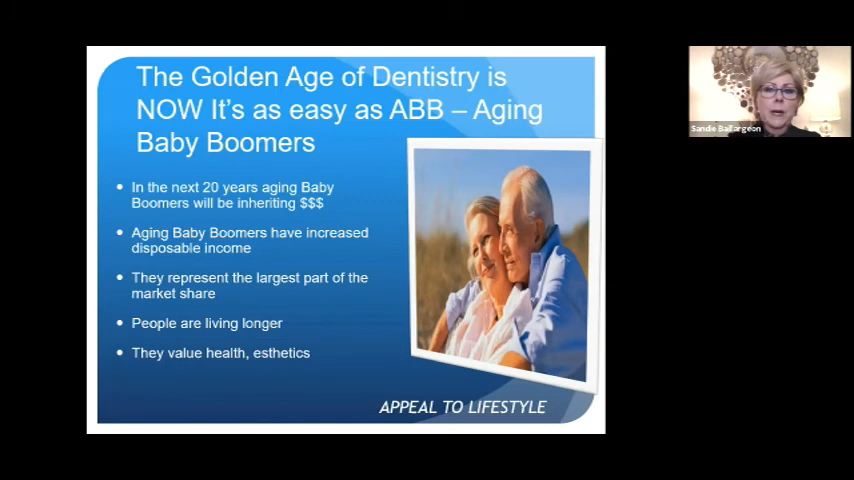 The Golden Age of Dentistry is
NOW It's as easy as ABB – Aging
Baby Boomers
• In the next 20 years aging Baby
Boomers will be inheriting $$$
• Aging Baby Boomers have increased
disposable income
• They represent the largest part of the
market share
• People are living longer
• They value health, esthetics
APPEAL TO LIFESTYLE
Sandie Baillargeon